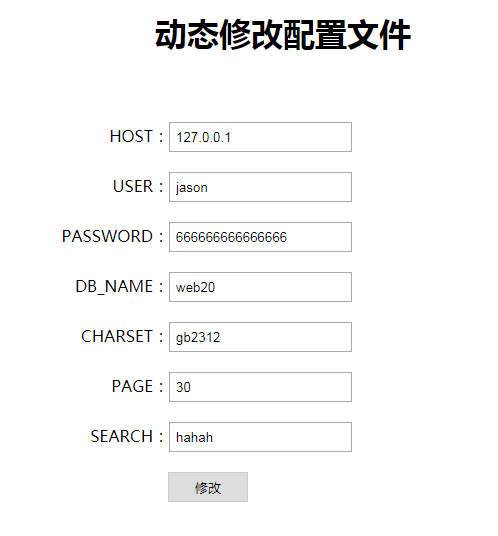 动态修改配置文件
HOST：127.0.0.1
USER：jason
PASSWORD：666666666666666
DB_NAME：web20
CHARSET：gb2312
PAGE：30
SEARCH：hahah
修改